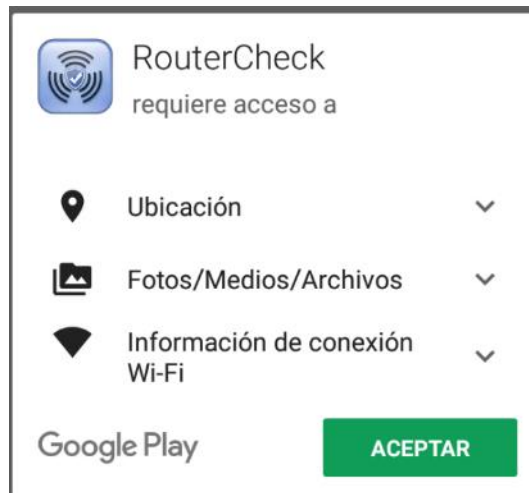 RouterCheck
requiere acceso a
Ubicación
Fotos/Medios/Archivos
Información de conexión
Wi-Fi
Google Play
ACEPTAR